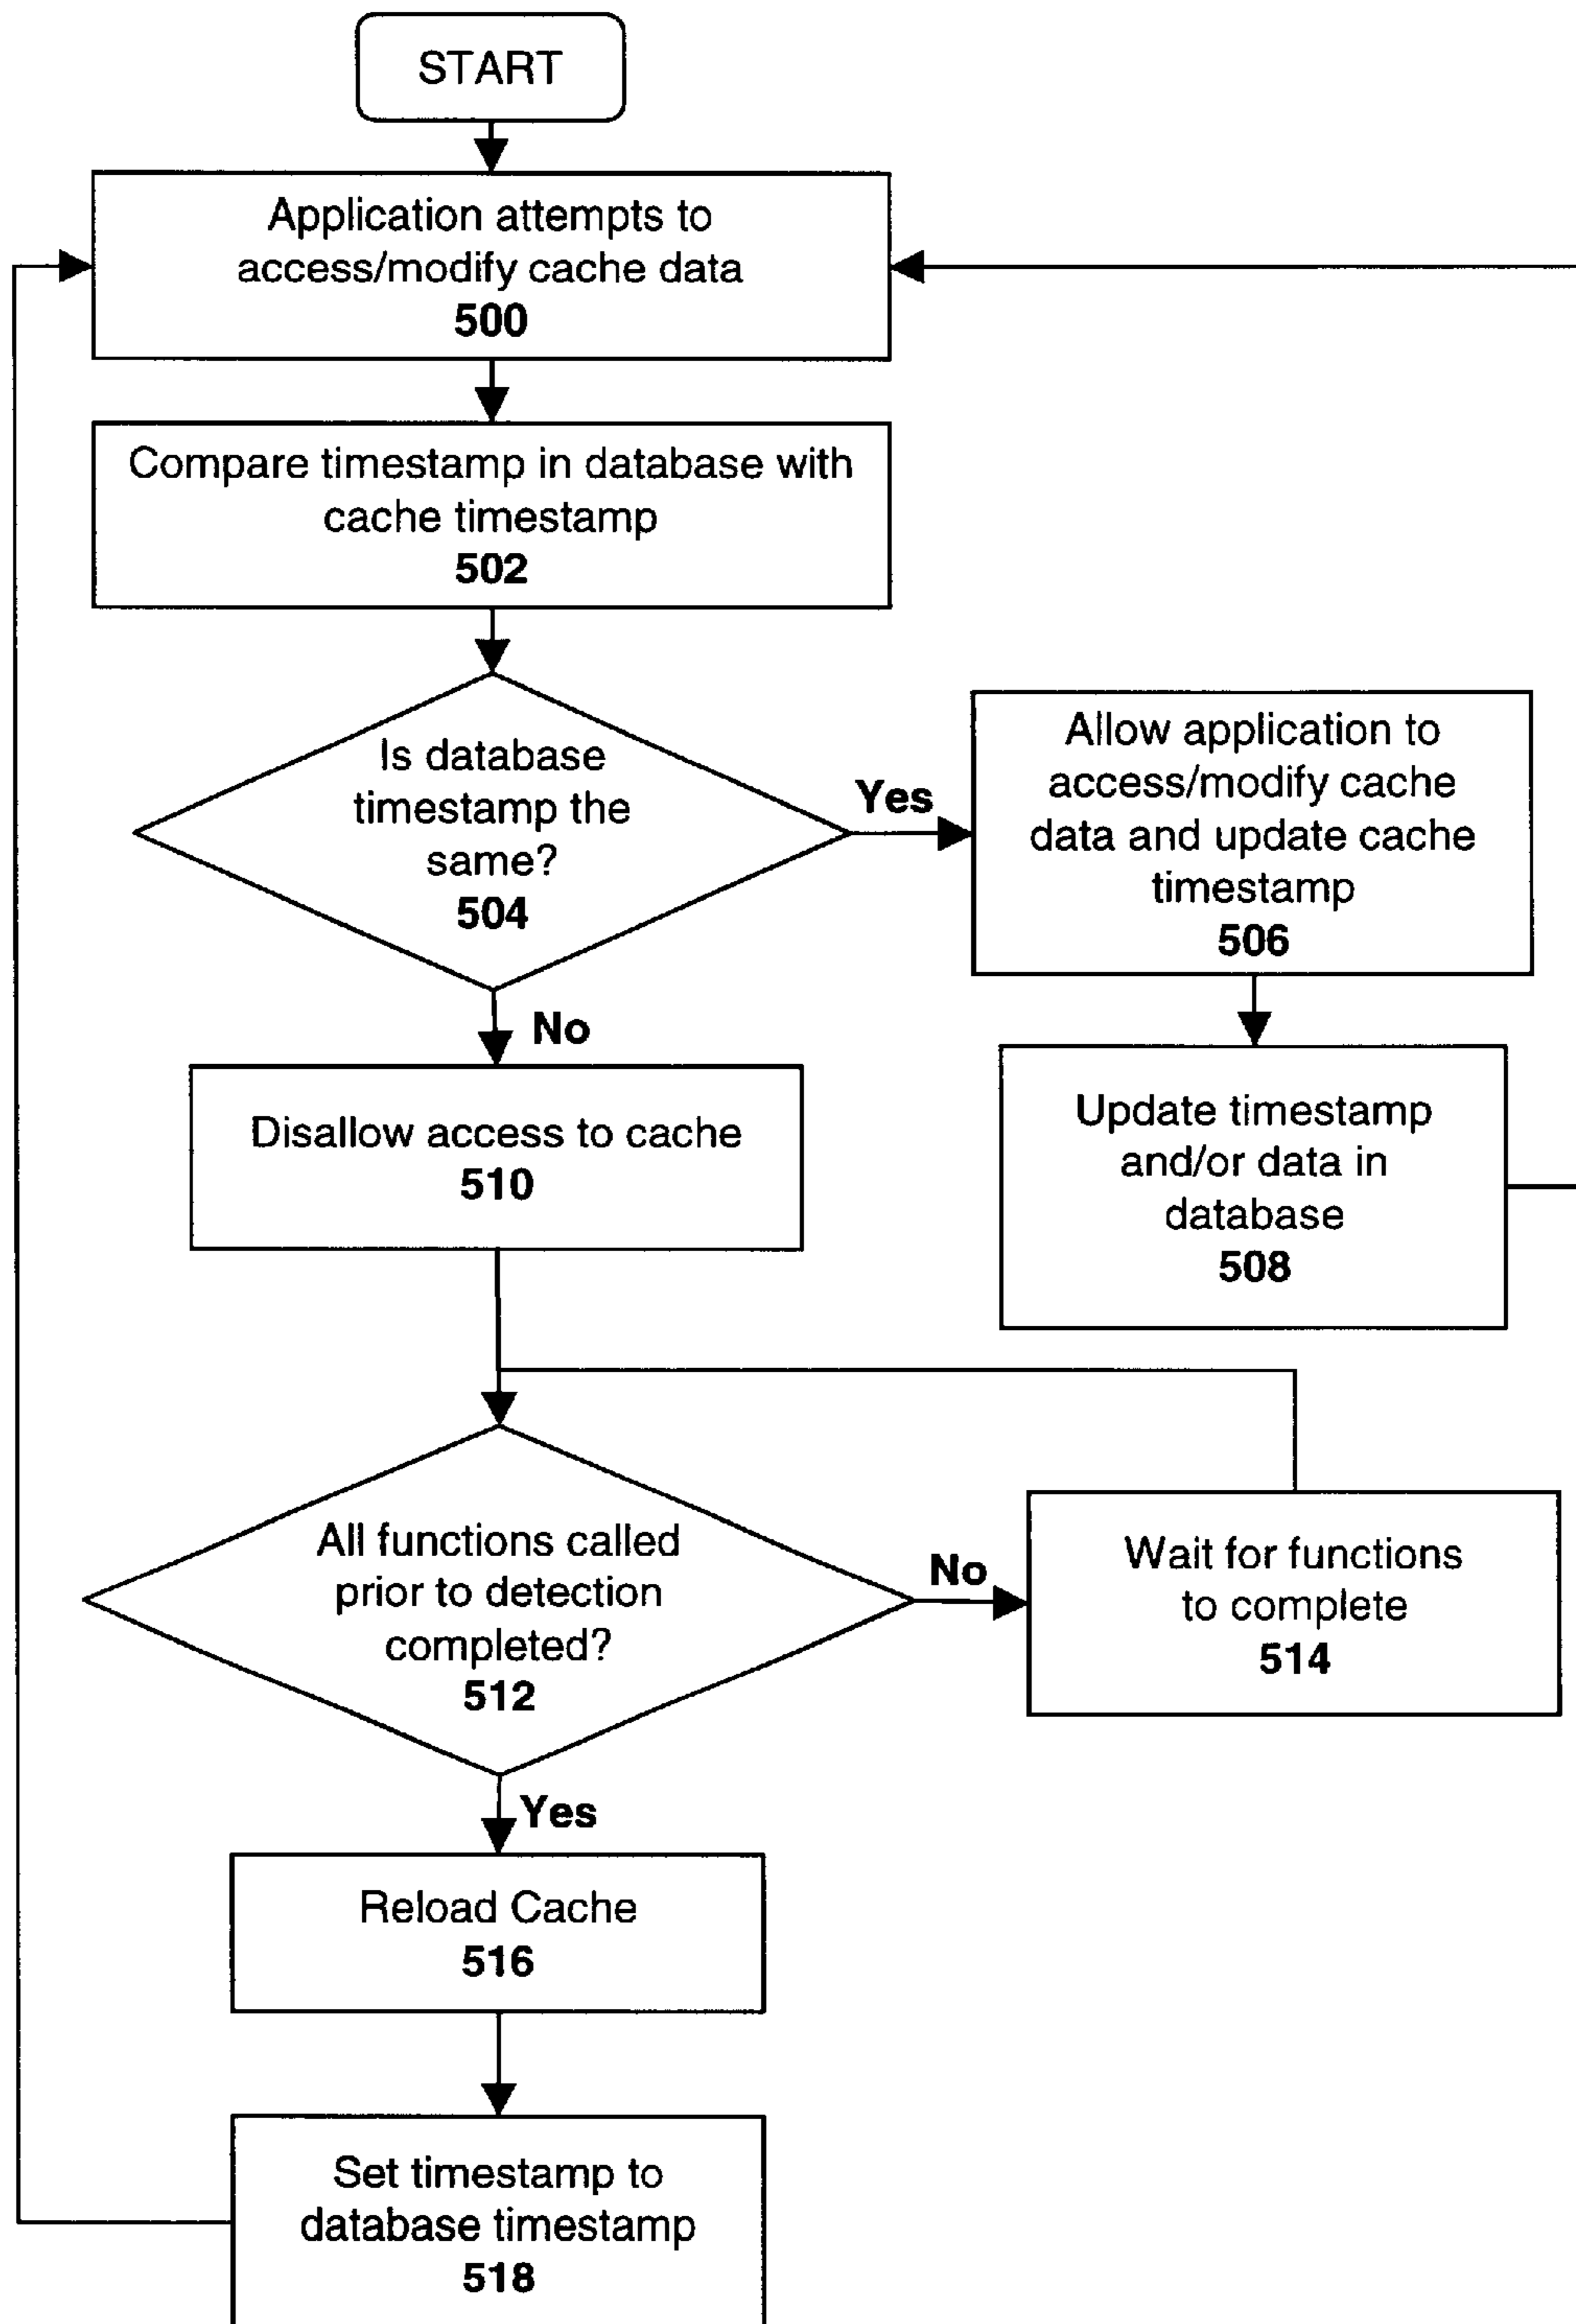 START
Application attempts to
access/modify cache data
500
Compare timestamp in database with
cache timestamp
502
Is database
timestamp the
same?
504
Yes
Allow application to
access/modify cache
data and update cache
timestamp
506
No
Disallow access to cache
510
Update timestamp
and/or data in
database
508
All functions called
prior to detection
completed?
512
No
Wait for functions
to complete
514
Yes
Reload Cache
516
Set timestamp to
database timestamp
518